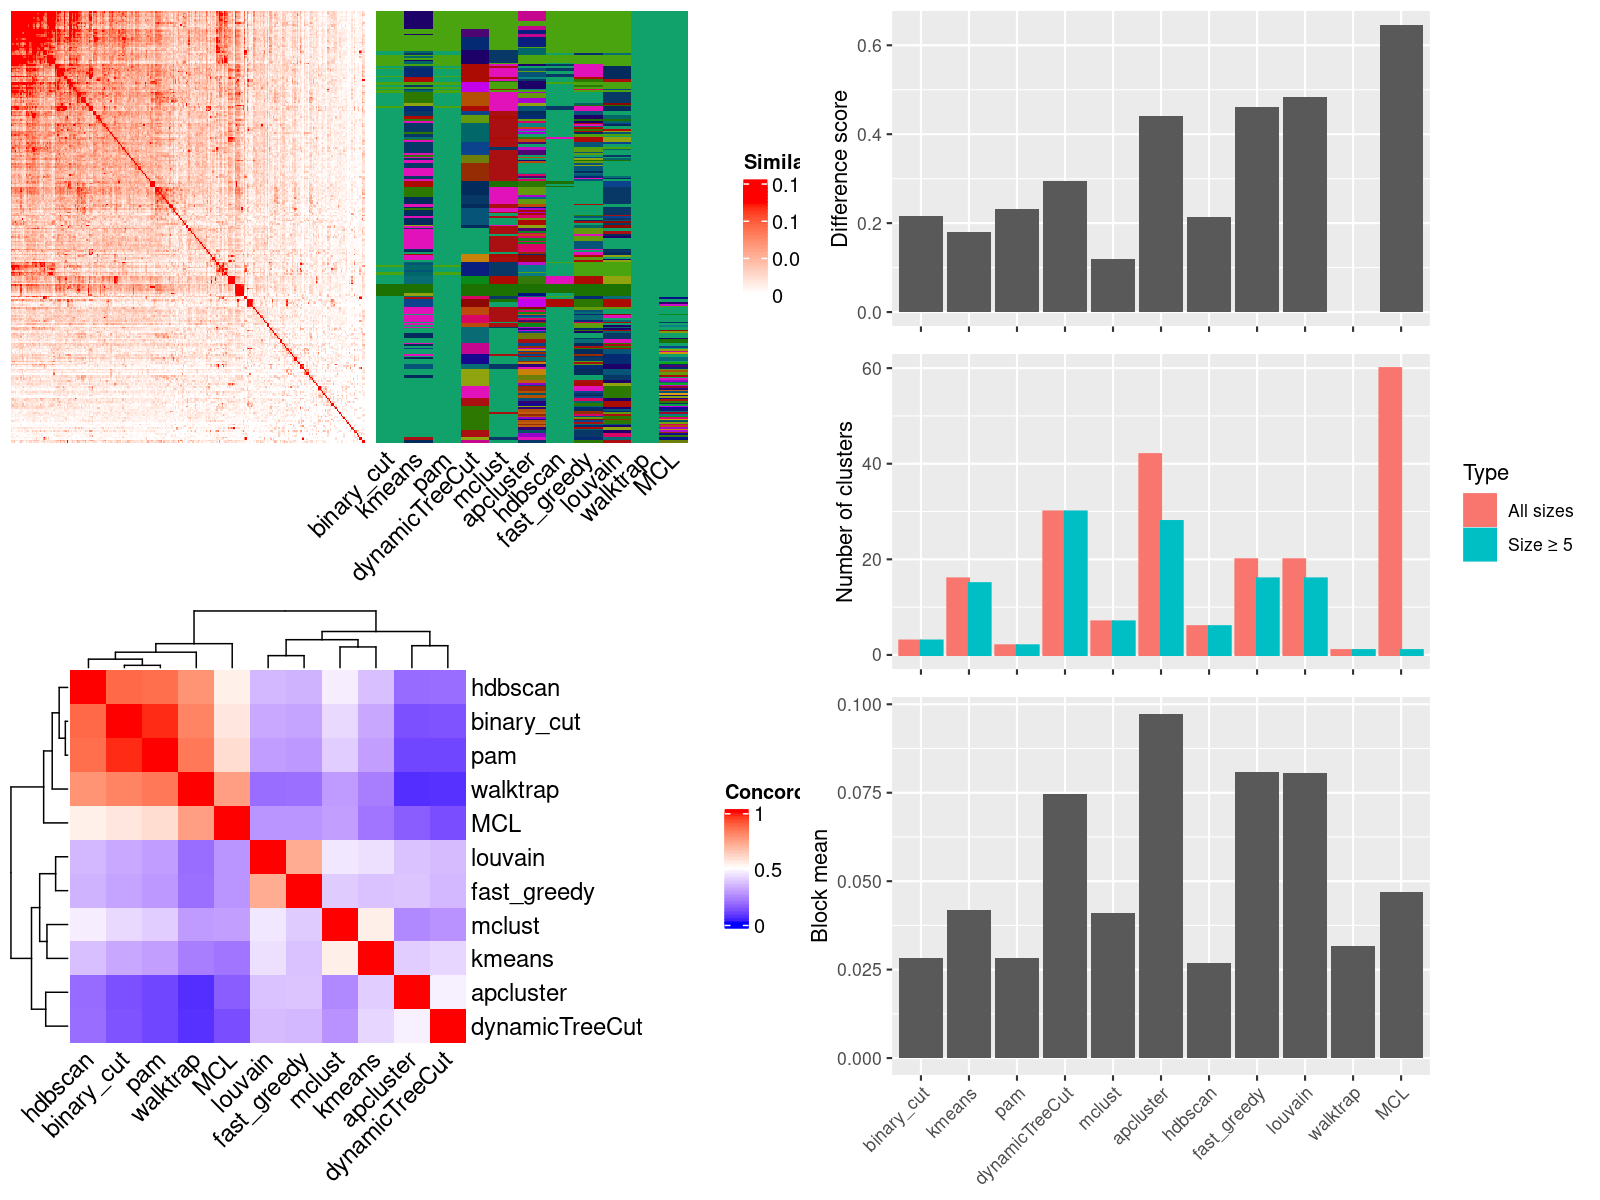 Simila
0.1
0.1
0.0
0
binary_cut
kmeans
pam
dynamicTreeCut
mclust
apcluster
hdbscan
fast_greedy
louvain
walktrap
MCL
hdbscan
binary_cut
pam
walktrap
MCL
louvain
fast_greedy
mclust
kmeans
apcluster
dynamicTreeCut
hdbscan
binary_cut
pam
walktrap
MCL
louvain
fast_greedy
mclust
kmeans
apcluster
dynamicTreeCut
Concord
1
0.5
0
Difference score
0.6
0.4
0.2
0.0
Number of clusters
60
40
20
0
Type
All sizes
Size ≥ 5
Block mean
0.100
0.075
0.050
0.025
0.000
binary_cut
kmeans
pam
dynamicTreeCut
mclust
apcluster
hdbscan
fast_greedy
louvain
walktrap
MCL